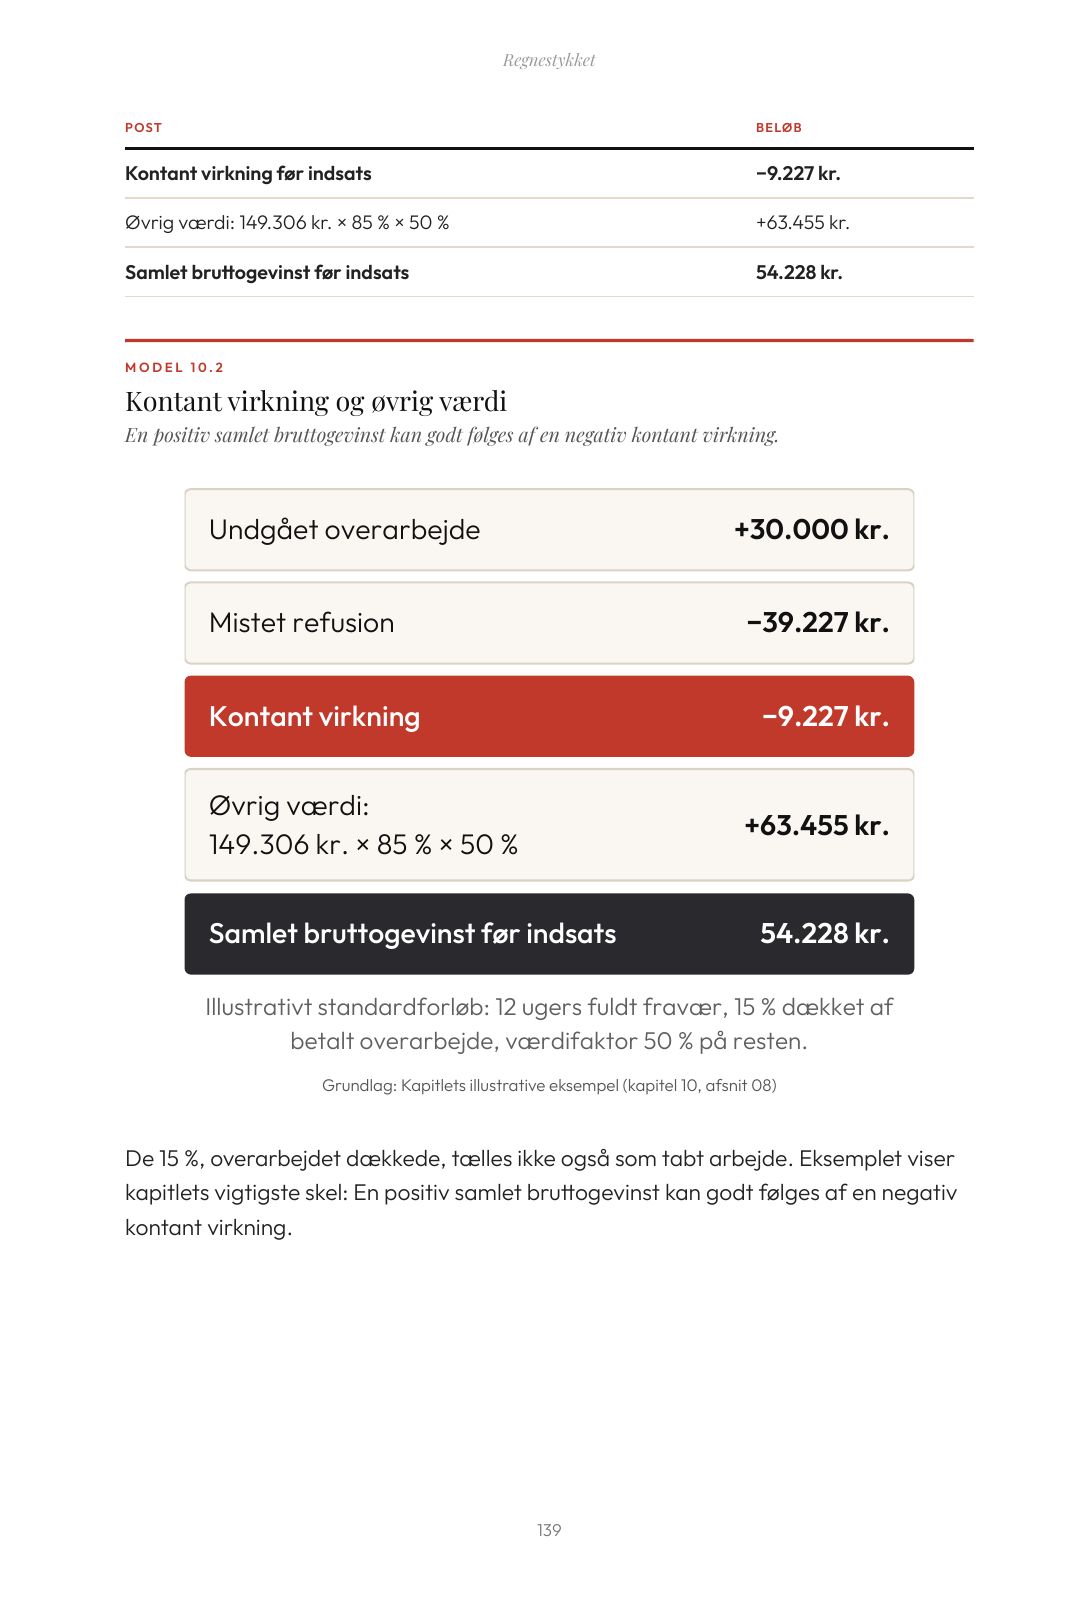 Regnestykket
POST BELØB
Kontant virkning før indsats −9.227 kr.
Øvrig værdi: 149.306 kr. × 85 % × 50 % +63.455 kr.
Samlet bruttogevinst før indsats 54.228 kr.
MODEL 10.2
Kontant virkning og øvrig værdi
En positiv samlet bruttogevinst kan godt følges af en negativ kontant virkning.
Undgået overarbejde +30.000 kr.
Mistet refusion −39.227 kr.
Kontant virkning −9.227 kr.
Øvrig værdi:
149.306 kr. × 85 % × 50 % +63.455 kr.
Samlet bruttogevinst før indsats 54.228 kr.
Illustrativt standardforløb: 12 ugers fuldt fravær, 15 % dækket af
betalt overarbejde, værdifaktor 50 % på resten.
Grundlag: Kapitlets illustrative eksempel (kapitel 10, afsnit 08)
De 15 %, overarbejdet dækkede, tælles ikke også som tabt arbejde. Eksemplet viser
kapitlets vigtigste skel: En positiv samlet bruttogevinst kan godt følges af en negativ
kontant virkning.
139